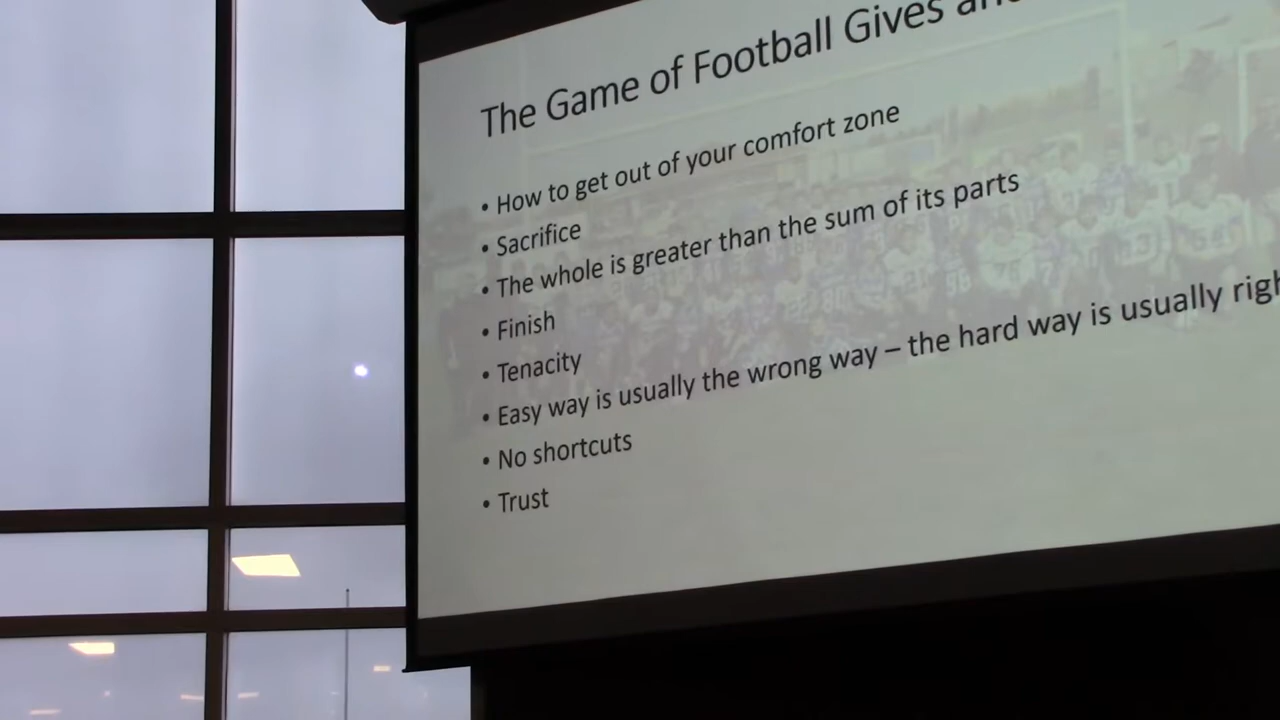 The Game of Football Gives
• How to get out of your comfort zone
• Sacrifice
• The whole is greater than the sum of its parts
• Finish
• Tenacity
• Easy way is usually the wrong way – the hard way is usually
• No shortcuts
• Trust